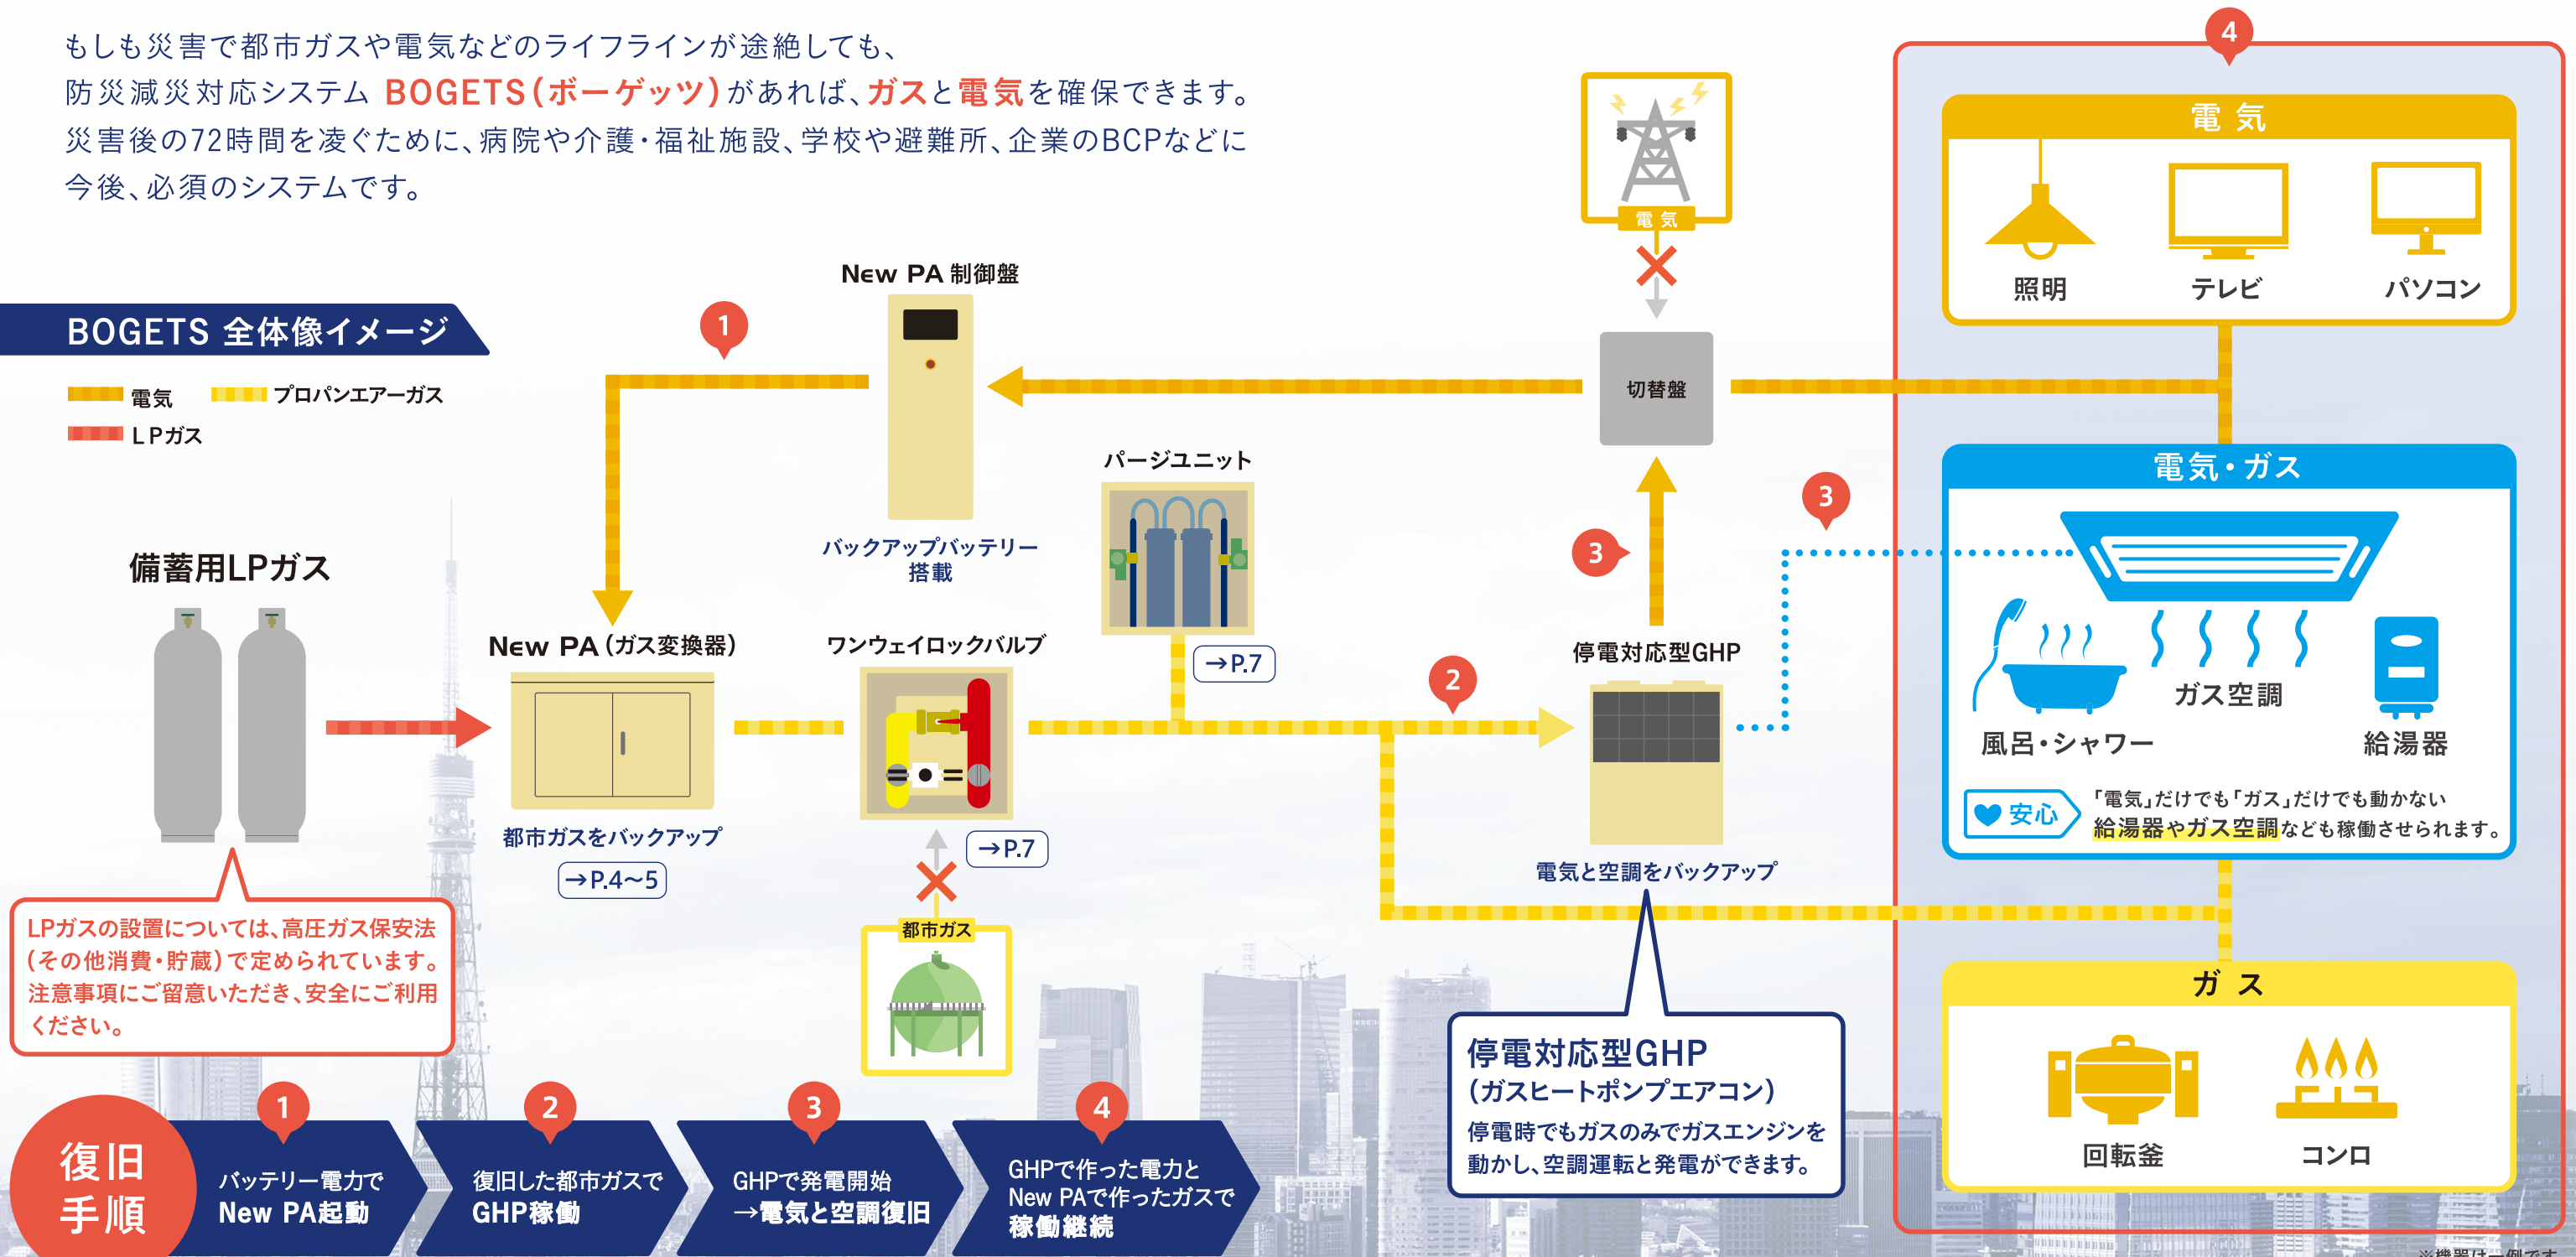 もしも災害で都市ガスや電気などのライフラインが途絶しても、
防災減災対応システム BOGETS(ボーゲッツ)があれば、ガスと電気を確保できます。
災害後の72時間を凌ぐために、病院や介護・福祉施設、学校や避難所、企業のBCPなどに
今後、必須のシステムです。
BOGETS 全体像イメージ
電気
プロパンエアーガス
LPガス
備蓄用LPガス
LPガスの設置については、高圧ガス保安法
(その他消費・貯蔵)で定められています。
注意事項にご留意いただき、安全にご利用
ください。
1
New PA 制御盤
バックアップバッテリー
搭載
New PA(ガス変換器)
都市ガスをバックアップ
→P.4〜5
ワンウェイロックバルブ
→P.7
都市ガス
パージユニット
→P.7
2
電気
切替盤
3
停電対応型GHP
電気と空調をバックアップ
3
停電対応型GHP
(ガスヒートポンプエアコン)
停電時でもガスのみでガスエンジンを
動かし、空調運転と発電ができます。
4
電気
照明
テレビ
パソコン
電気・ガス
風呂・シャワー
ガス空調
給湯器
安心
「電気」だけでも「ガス」だけでも動かない
給湯器やガス空調なども稼働させられます。
ガス
回転釜
コンロ
復旧
手順
1
バッテリー電力で
New PA起動
2
復旧した都市ガスで
GHP稼働
3
GHPで発電開始
→電気と空調復旧
4
GHPで作った電力と
New PAで作ったガスで
稼働継続
※機器は一例です